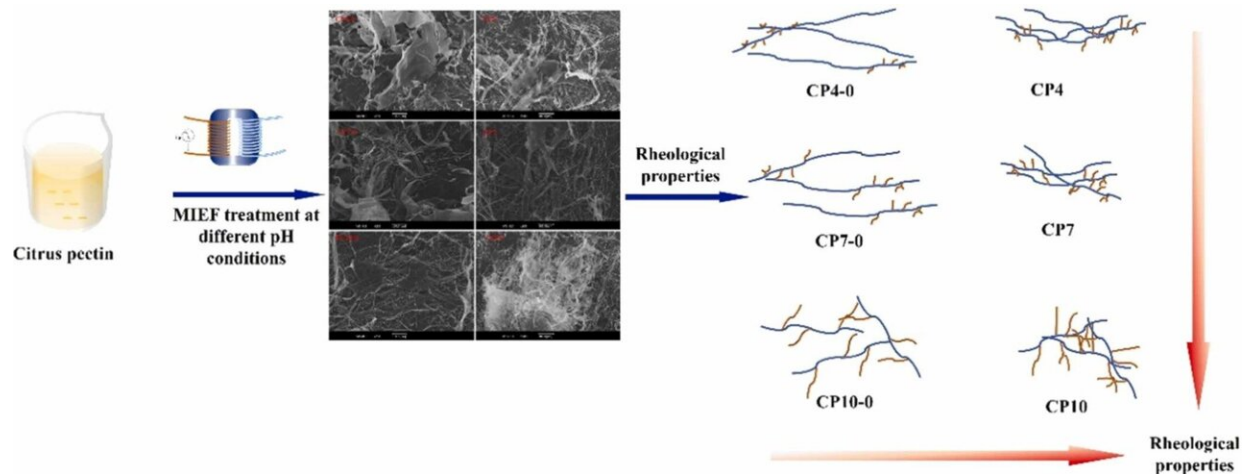 Citrus pectin
MIEF treatment at
different pH
conditions
Rheological
properties
CP4-0
CP4
CP7-0
CP7
CP10-0
CP10
Rheological
properties